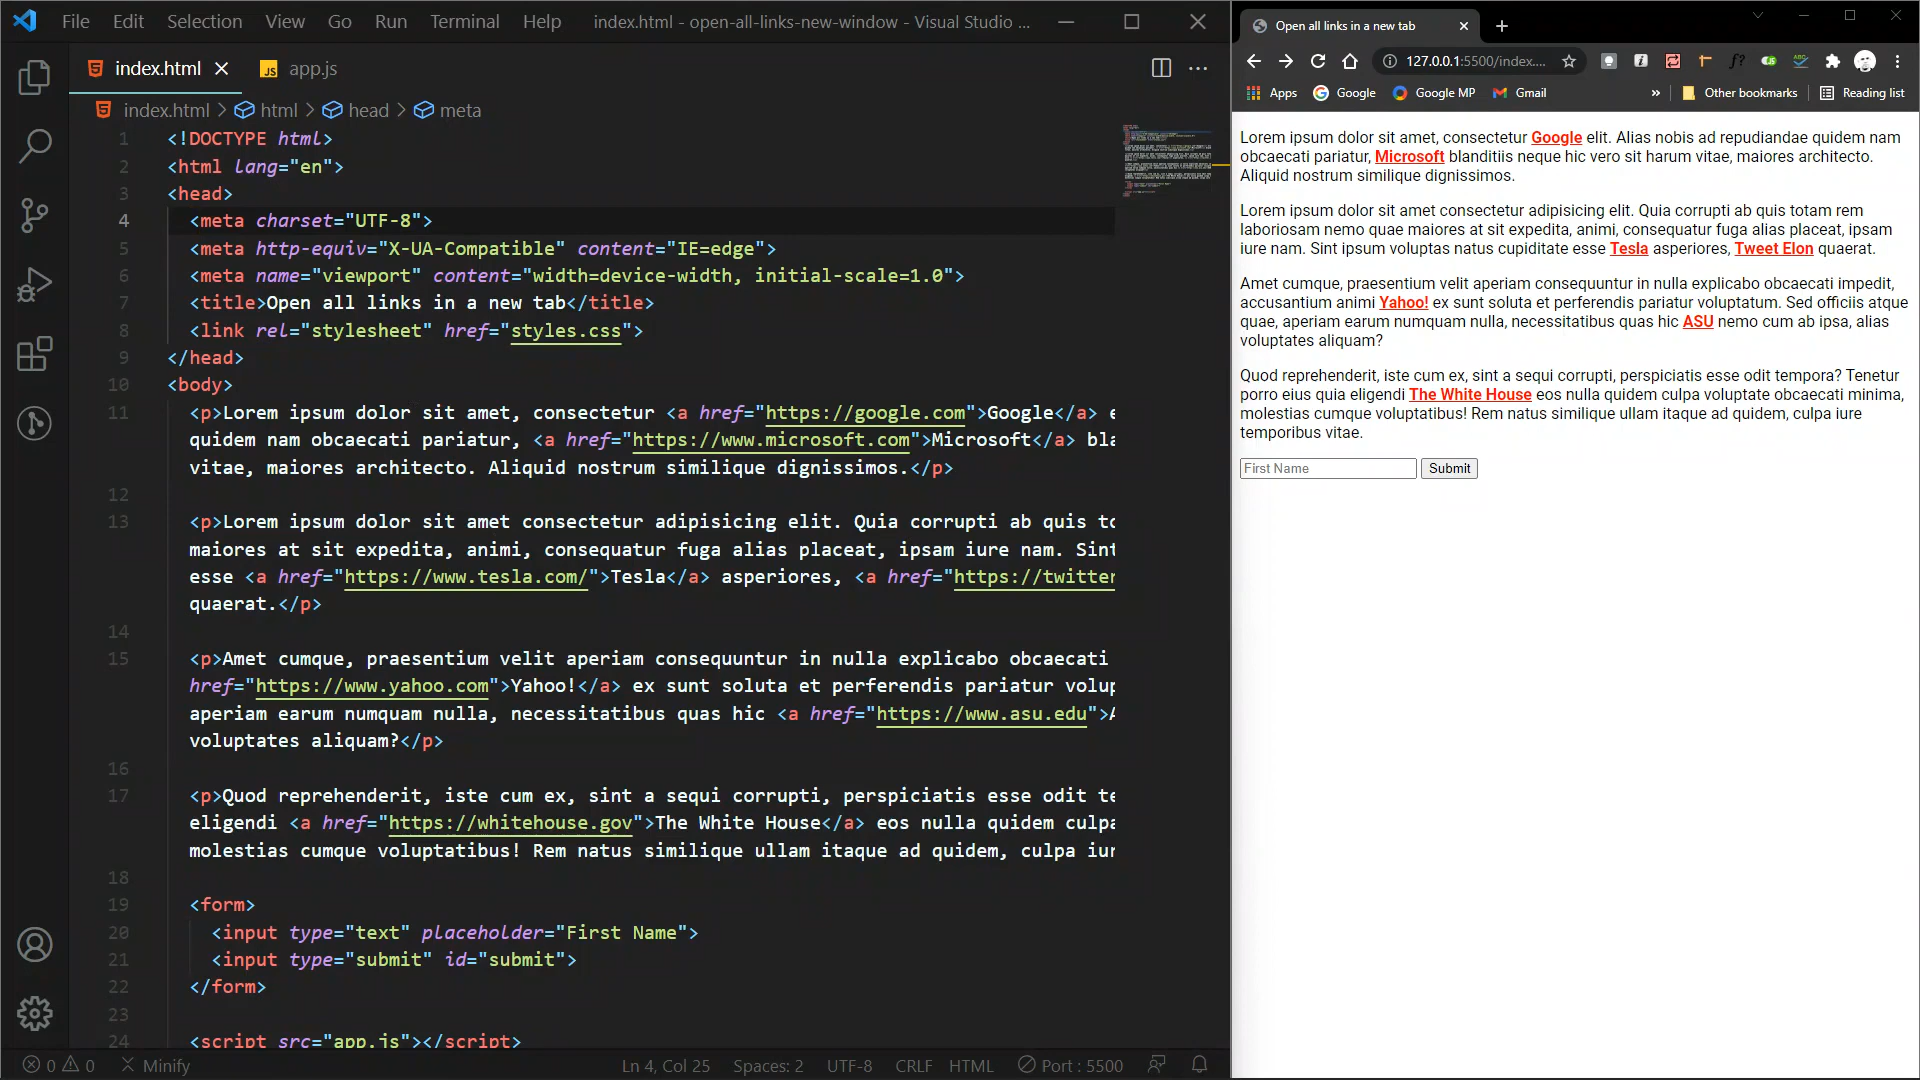 File Edit Selection View Go Run Terminal Help index.html - open-all-links-new-window - Visual Studio ...
index.html app.js
index.html > html > head > meta
1 <!DOCTYPE html>
2 <html lang="en">
3 <head>
4 <meta charset="UTF-8">
5 <meta http-equiv="X-UA-Compatible" content="IE=edge">
6 <meta name="viewport" content="width=device-width, initial-scale=1.0">
7 <title>Open all links in a new tab</title>
8 <link rel="stylesheet" href="styles.css">
9 </head>
10 <body>
11 <p>Lorem ipsum dolor sit amet, consectetur <a href="https://google.com">Google</a> e
quidem nam obcaecati pariatur, <a href="https://www.microsoft.com">Microsoft</a> bla
vitae, maiores architecto. Aliquid nostrum similique dignissimos.</p>
12
13 <p>Lorem ipsum dolor sit amet consectetur adipisicing elit. Quia corrupti ab quis to
maiores at sit expedita, animi, consequatur fuga alias placeat, ipsam iure nam. Sint
esse <a href="https://www.tesla.com/">Tesla</a> asperiores, <a href="https://twitter
quaerat.</p>
14
15 <p>Amet cumque, praesentium velit aperiam consequuntur in nulla explicabo obcaecati
href="https://www.yahoo.com">Yahoo!</a> ex sunt soluta et perferendis pariatur volup
aperiam earum numquam nulla, necessitatibus quas hic <a href="https://www.asu.edu">A
voluptates aliquam?</p>
16
17 <p>Quod reprehenderit, iste cum ex, sint a sequi corrupti, perspiciatis esse odit te
eligendi <a href="https://whitehouse.gov">The White House</a> eos nulla quidem culpa
molestias cumque voluptatibus! Rem natus similique ullam itaque ad quidem, culpa iur
18
19 <form>
20 <input type="text" placeholder="First Name">
21 <input type="submit" id="submit">
22 </form>
23
24 <script src="app.js"></script>
0 0 Minify Ln 4, Col 25 Spaces: 2 UTF-8 CRLF HTML Port : 5500
Open all links in a new tab
127.0.0.1:5500/index....
Apps Google Google MP Gmail » Other bookmarks Reading list
Lorem ipsum dolor sit amet, consectetur Google elit. Alias nobis ad repudiandae quidem nam
obcaecati pariatur, Microsoft blanditiis neque hic vero sit harum vitae, maiores architecto.
Aliquid nostrum similique dignissimos.
Lorem ipsum dolor sit amet consectetur adipisicing elit. Quia corrupti ab quis totam rem
laboriosam nemo quae maiores at sit expedita, animi, consequatur fuga alias placeat, ipsam
iure nam. Sint ipsum voluptas natus cupiditate esse Tesla asperiores, Tweet Elon quaerat.
Amet cumque, praesentium velit aperiam consequuntur in nulla explicabo obcaecati impedit,
accusantium animi Yahoo! ex sunt soluta et perferendis pariatur voluptatum. Sed officiis atque
quae, aperiam earum numquam nulla, necessitatibus quas hic ASU nemo cum ab ipsa, alias
voluptates aliquam?
Quod reprehenderit, iste cum ex, sint a sequi corrupti, perspiciatis esse odit tempora? Tenetur
porro eius quia eligendi The White House eos nulla quidem culpa voluptate obcaecati minima,
molestias cumque voluptatibus! Rem natus similique ullam itaque ad quidem, culpa iure
temporibus vitae.
First Name Submit